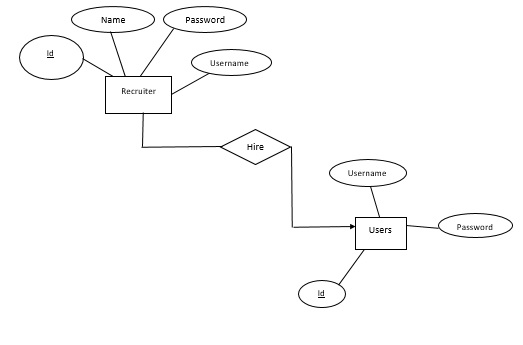 Name
Password
Id
Username
Recruiter
Hire
Username
Users
Password
Id